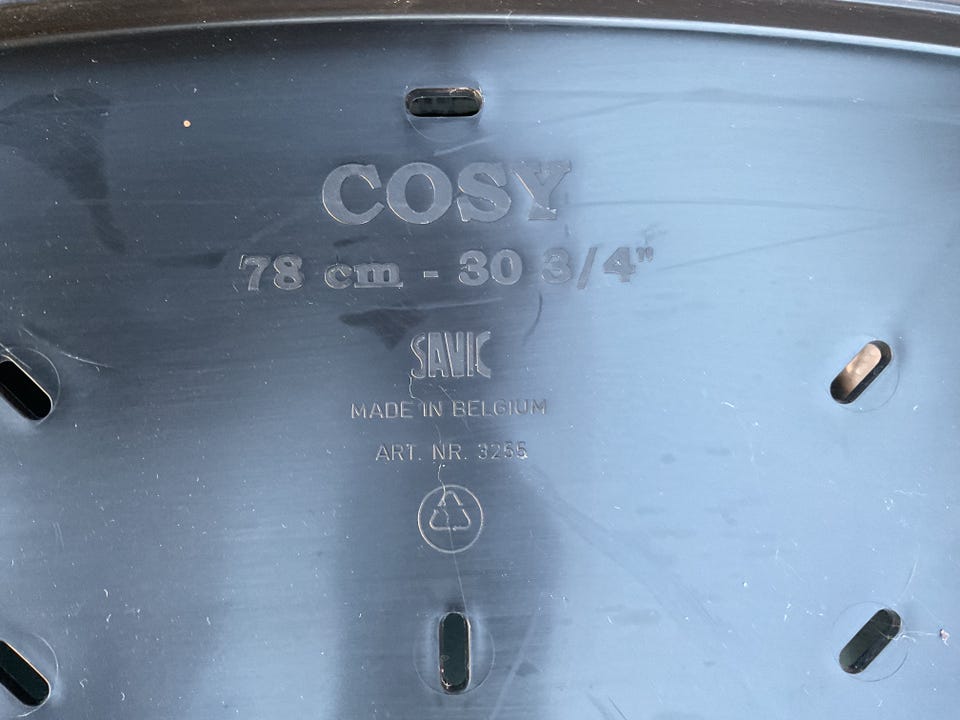 COSY
78 cm - 30 3/4"
SAVIC
MADE IN BELGIUM
ART. NR. 3255